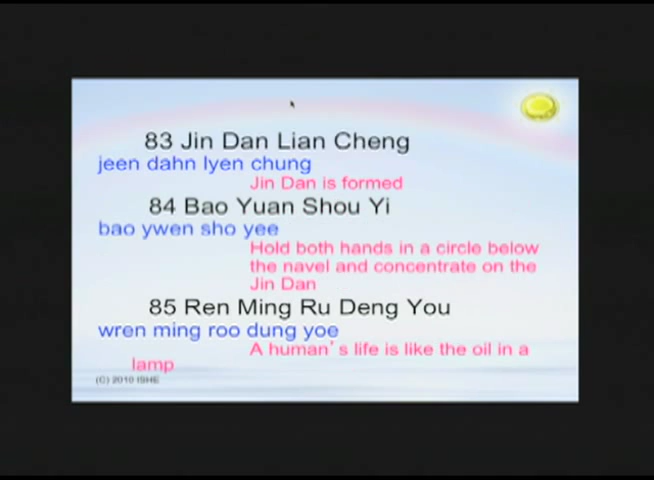 83 Jin Dan Lian Cheng
jeen dahn lyen chung
Jin Dan is formed
84 Bao Yuan Shou Yi
bao ywen sho yee
Hold both hands in a circle below
the navel and concentrate on the
Jin Dan
85 Ren Ming Ru Deng You
wren ming roo dung yoe
A human's life is like the oil in a
lamp
(C) 2010 ISHE